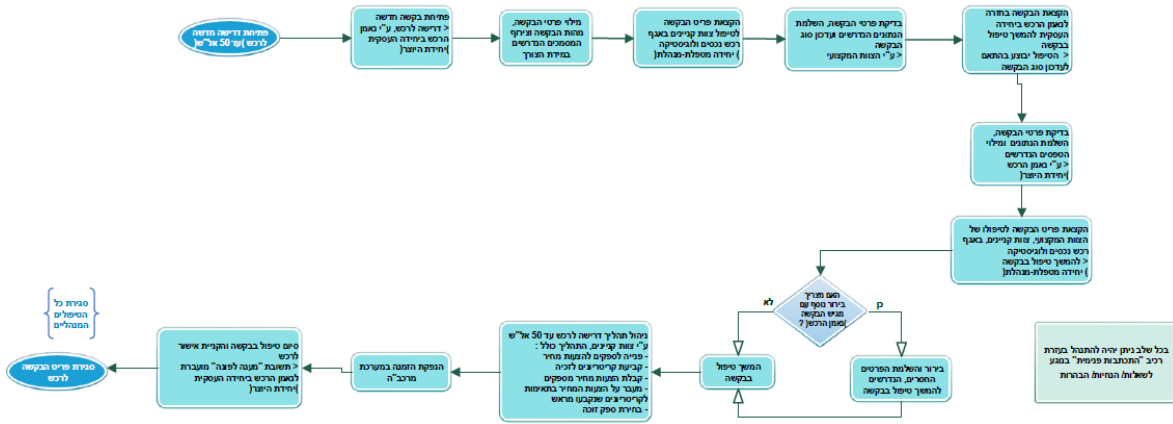 פתיחת דרישה חדשה
לרכש )עד 50 אל"ש(
פתיחת בקשה חדשה
> דרישה לרכש, ע"י נאמן
הרכש ביחידה העסקית
)יחידת היוצר(
מילוי פרטי הבקשה,
מהות הבקשה וצירוף
המסמכים הנדרשים
במידת הצורך
הקצאת פריט הבקשה
לטיפול צוות קניינים באגף
רכש נכסים ולוגיסטיקה
) יחידה מטפלת-מנהלת(
בדיקת פרטי הבקשה, השלמת
הנתונים הנדרשים ועדכון סוג
הבקשה
> ע"י הצוות המקצועי
הקצאת הבקשה בחזרה
לנאמן הרכש ביחידה
העסקית להמשך טיפול
בבקשה
> הטיפול יבוצע בהתאם
לעדכון סוג הבקשה
בדיקת פרטי הבקשה,
השלמת הנתונים ומילוי
הטפסים הנדרשים
> ע"י נאמן הרכש
)יחידת היוצר(
הקצאת פריט הבקשה לטיפולו של
הצוות המקצועי, צוות קניינים, באגף
רכש נכסים ולוגיסטיקה
> להמשך טיפול בבקשה
) יחידה מטפלת-מנהלת(
האם מצריך
בירור נוסף עם
מגיש הבקשה
)נאמן הרכש( ?
כן
לא
בירור והשלמת הפרטים
החסרים, הנדרשים
להמשך טיפול בבקשה
המשך טיפול
בבקשה
ניהול תהליך דרישה לרכש עד 50 אל"ש
ע"י צוות קניינים, התהליך כולל :
- פנייה לספקים להצעות מחיר
- קביעת קריטריונים לזכיה
- קבלת הצעות מחיר מספקים
- מעבר על הצעות המחיר בתאימות
לקריטריונים שנקבעו מראש
- בחירת ספק זוכה
הנפקת הזמנה במערכת
מרכב"ה
סיום טיפול בבקשה והקניית אישור
לרכש
> תשובת "מענה לפונה" מועברת
לנאמן הרכש ביחידה העסקית
)יחידת היוצר(
סגירת פריט הבקשה
לרכש
סגירת כל
הטיפולים
המנהליים
בכל שלב ניתן יהיה להתנהל בעזרת
רכיב "התכתבות פנימית" במגע
לשאלות/ הנחיות/ הבהרות